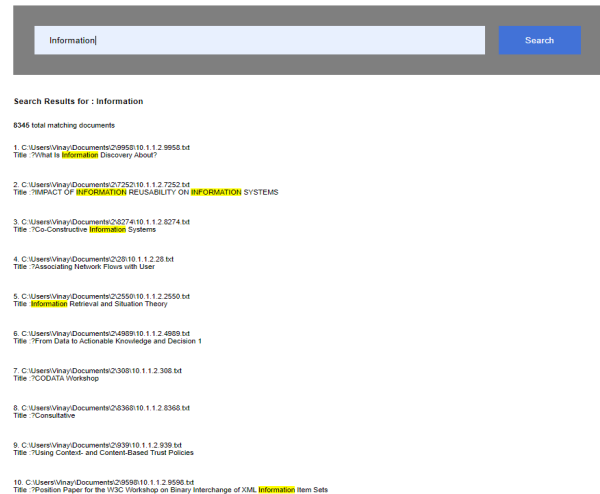 Information
Search
Search Results for : Information
8345 total matching documents
1. C:\Users\Vinay\Documents\2\9958\10.1.1.2.9958.txt
Title :?What Is Information Discovery About?
2. C:\Users\Vinay\Documents\2\7252\10.1.1.2.7252.txt
Title :?IMPACT OF INFORMATION REUSABILITY ON INFORMATION SYSTEMS
3. C:\Users\Vinay\Documents\2\8274\10.1.1.2.8274.txt
Title :?Co-Constructive Information Systems
4. C:\Users\Vinay\Documents\2\28\10.1.1.2.28.txt
Title :?Associating Network Flows with User
5. C:\Users\Vinay\Documents\2\2550\10.1.1.2.2550.txt
Title :Information Retrieval and Situation Theory
6. C:\Users\Vinay\Documents\2\4989\10.1.1.2.4989.txt
Title :?From Data to Actionable Knowledge and Decision 1
7. C:\Users\Vinay\Documents\2\308\10.1.1.2.308.txt
Title :?CODATA Workshop
8. C:\Users\Vinay\Documents\2\8368\10.1.1.2.8368.txt
Title :?Consultative
9. C:\Users\Vinay\Documents\2\939\10.1.1.2.939.txt
Title :?Using Context- and Content-Based Trust Policies
10. C:\Users\Vinay\Documents\2\9598\10.1.1.2.9598.txt
Title :?Position Paper for the W3C Workshop on Binary Interchange of XML Information Item Sets